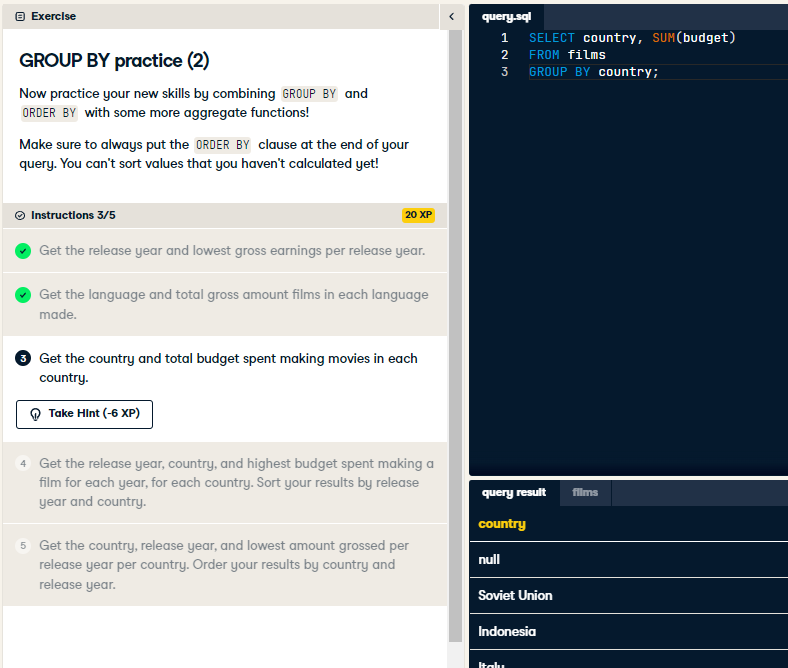 Exercise
GROUP BY practice (2)
Now practice your new skills by combining GROUP BY and
ORDER BY with some more aggregate functions!
Make sure to always put the ORDER BY clause at the end of your
query. You can't sort values that you haven't calculated yet!
Instructions 3/5
20 XP
Get the release year and lowest gross earnings per release year.
Get the language and total gross amount films in each language
made.
3 Get the country and total budget spent making movies in each
country.
Take Hint (-6 XP)
4 Get the release year, country, and highest budget spent making a
film for each year, for each country. Sort your results by release
year and country.
5 Get the country, release year, and lowest amount grossed per
release year per country. Order your results by country and
release year.
query.sql
1 SELECT country, SUM(budget)
2 FROM films
3 GROUP BY country;
query result films
country
null
Soviet Union
Indonesia
Italy